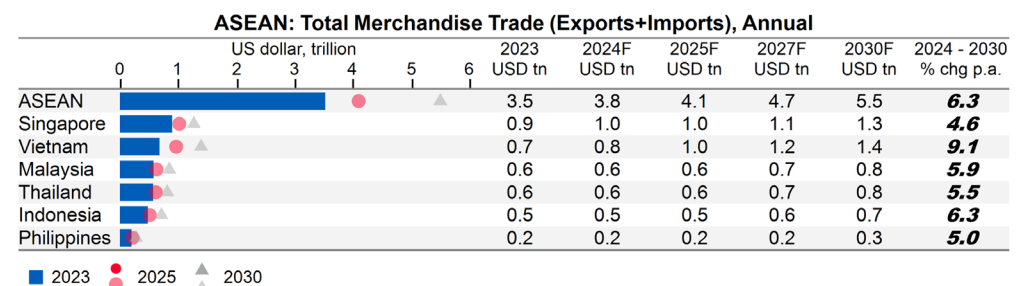 ASEAN: Total Merchandise Trade (Exports+Imports), Annual
US dollar, trillion 2023 2024F 2025F 2027F 2030F 2024 - 2030
0 1 2 3 4 5 6 USD tn USD tn USD tn USD tn USD tn % chg p.a.
ASEAN 3.5 3.8 4.1 4.7 5.5 6.3
Singapore 0.9 1.0 1.0 1.1 1.3 4.6
Vietnam 0.7 0.8 1.0 1.2 1.4 9.1
Malaysia 0.6 0.6 0.6 0.7 0.8 5.9
Thailand 0.6 0.6 0.6 0.7 0.8 5.5
Indonesia 0.5 0.5 0.5 0.6 0.7 6.3
Philippines 0.2 0.2 0.2 0.2 0.3 5.0
2023 2025 2030